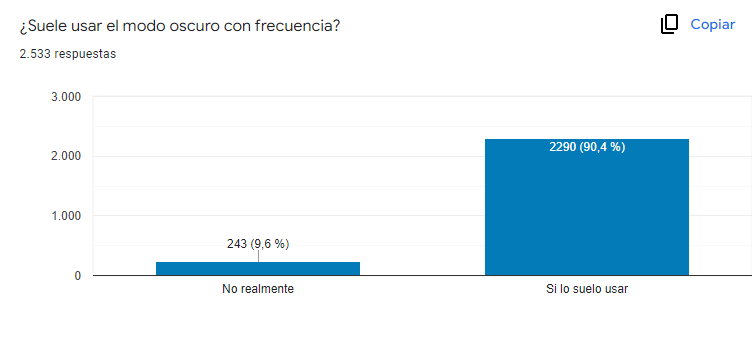 ¿Suele usar el modo oscuro con frecuencia?
Copiar
2.533 respuestas
3.000
2.000
1.000
0
243 (9,6 %)
2290 (90,4 %)
No realmente
Si lo suelo usar